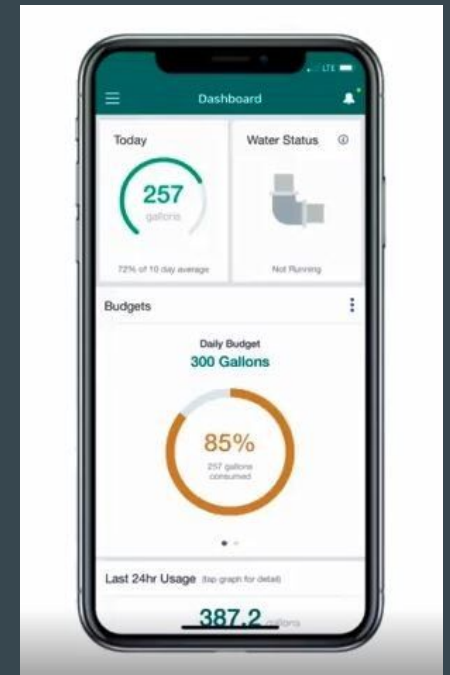 LTE
Dashboard
Today
Water Status
257
gallons
72% of 10 day average
Not Running
Budgets
Daily Budget
300 Gallons
85%
257 gallons
consumed
Last 24hr Usage (tap graph for detail)
387.2 gallons